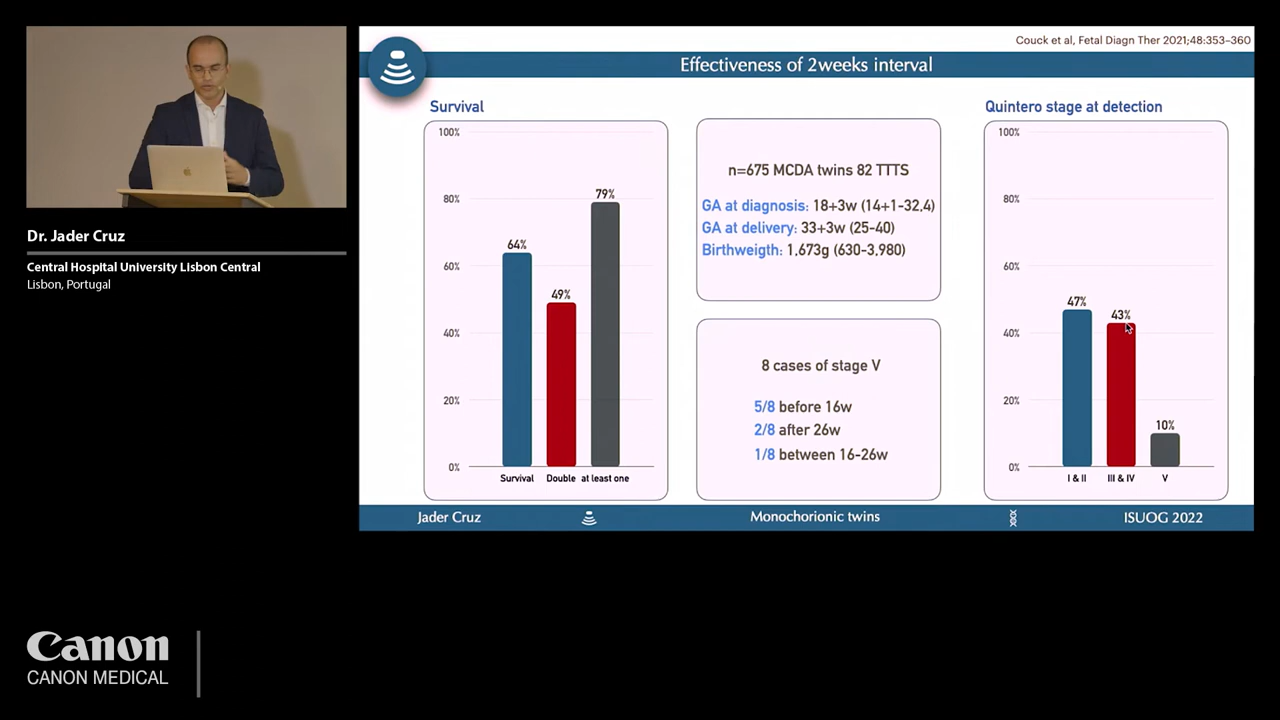 Dr. Jader Cruz
Central Hospital University Lisbon Central
Lisbon, Portugal
Canon
CANON MEDICAL
Couck et al, Fetal Diagn Ther 2021;48:353–360
Effectiveness of 2weeks interval
Survival
100%
80%
60%
40%
20%
0%
64%
49%
79%
Survival Double at least one
n=675 MCDA twins 82 TTTS
GA at diagnosis: 18+3w (14+1-32,4)
GA at delivery: 33+3w (25-40)
Birthweigth: 1,673g (630-3,980)
8 cases of stage V
5/8 before 16w
2/8 after 26w
1/8 between 16-26w
Quintero stage at detection
100%
80%
60%
40%
20%
0%
47%
43%
10%
I & II III & IV V
Jader Cruz Monochorionic twins ISUOG 2022